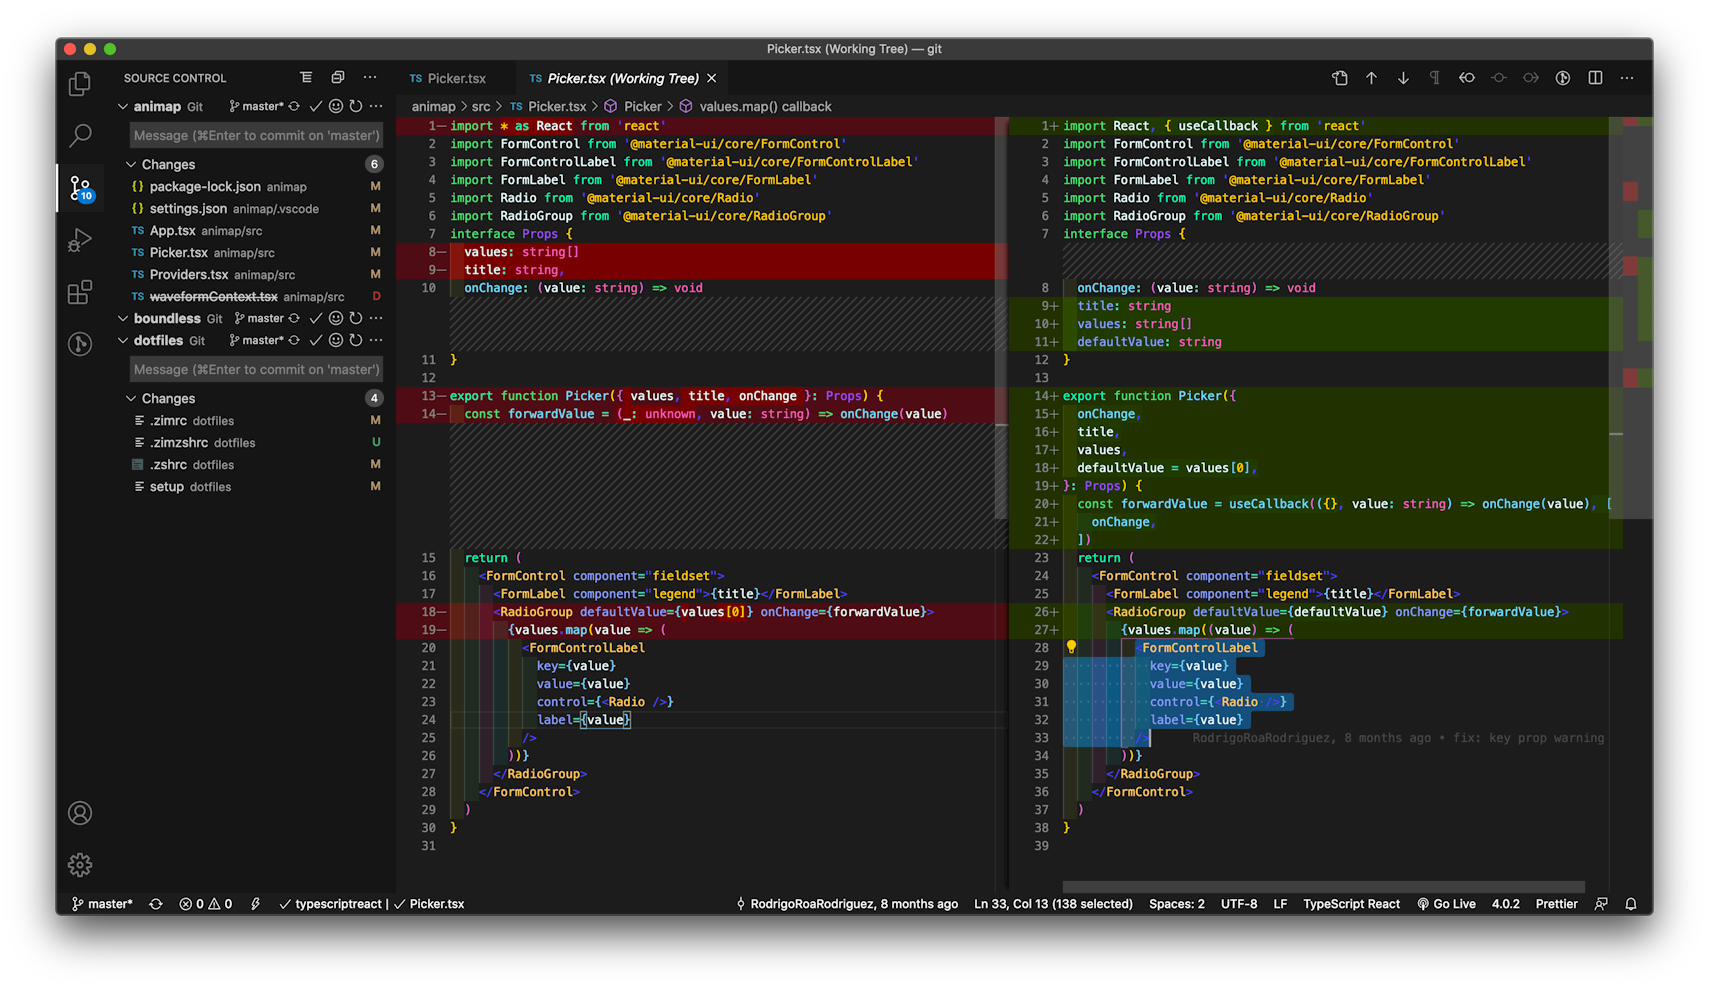 Picker.tsx (Working Tree) — git
SOURCE CONTROL
animap Git master*
Message (⌘Enter to commit on 'master')
Changes 6
{} package-lock.json animap M
{} settings.json animap/.vscode M
TS App.tsx animap/src M
TS Picker.tsx animap/src M
TS Providers.tsx animap/src M
TS waveformContext.tsx animap/src D
boundless Git master
dotfiles Git master*
Message (⌘Enter to commit on 'master')
Changes 4
.zimrc dotfiles M
.zimzshrc dotfiles U
.zshrc dotfiles M
setup dotfiles M
10
TS Picker.tsx
TS Picker.tsx (Working Tree) ×
animap > src > TS Picker.tsx > Picker > values.map() callback
1— import * as React from 'react'
2 import FormControl from '@material-ui/core/FormControl'
3 import FormControlLabel from '@material-ui/core/FormControlLabel'
4 import FormLabel from '@material-ui/core/FormLabel'
5 import Radio from '@material-ui/core/Radio'
6 import RadioGroup from '@material-ui/core/RadioGroup'
7 interface Props {
8— values: string[]
9— title: string,
10 onChange: (value: string) => void
11 }
12
13— export function Picker({ values, title, onChange }: Props) {
14— const forwardValue = (_: unknown, value: string) => onChange(value)
15 return (
16 <FormControl component="fieldset">
17 <FormLabel component="legend">{title}</FormLabel>
18— <RadioGroup defaultValue={values[0]} onChange={forwardValue}>
19— {values.map(value => (
20 <FormControlLabel
21 key={value}
22 value={value}
23 control={<Radio />}
24 label={value}
25 />
26 ))}
27 </RadioGroup>
28 </FormControl>
29 )
30 }
31
1+ import React, { useCallback } from 'react'
2 import FormControl from '@material-ui/core/FormControl'
3 import FormControlLabel from '@material-ui/core/FormControlLabel'
4 import FormLabel from '@material-ui/core/FormLabel'
5 import Radio from '@material-ui/core/Radio'
6 import RadioGroup from '@material-ui/core/RadioGroup'
7 interface Props {
8 onChange: (value: string) => void
9+ title: string
10+ values: string[]
11+ defaultValue: string
12 }
13
14+ export function Picker({
15+ onChange,
16+ title,
17+ values,
18+ defaultValue = values[0],
19+ }: Props) {
20+ const forwardValue = useCallback(({}, value: string) => onChange(value), [
21+ onChange,
22+ ])
23 return (
24 <FormControl component="fieldset">
25 <FormLabel component="legend">{title}</FormLabel>
26+ <RadioGroup defaultValue={defaultValue} onChange={forwardValue}>
27+ {values.map((value) => (
28 <FormControlLabel
29 key={value}
30 value={value}
31 control={<Radio />}
32 label={value}
33 /> RodrigoRoaRodriguez, 8 months ago • fix: key prop warning
34 ))}
35 </RadioGroup>
36 </FormControl>
37 )
38 }
39
master* 0 0 typescriptreact | Picker.tsx RodrigoRoaRodriguez, 8 months ago Ln 33, Col 13 (138 selected) Spaces: 2 UTF-8 LF TypeScript React Go Live 4.0.2 Prettier